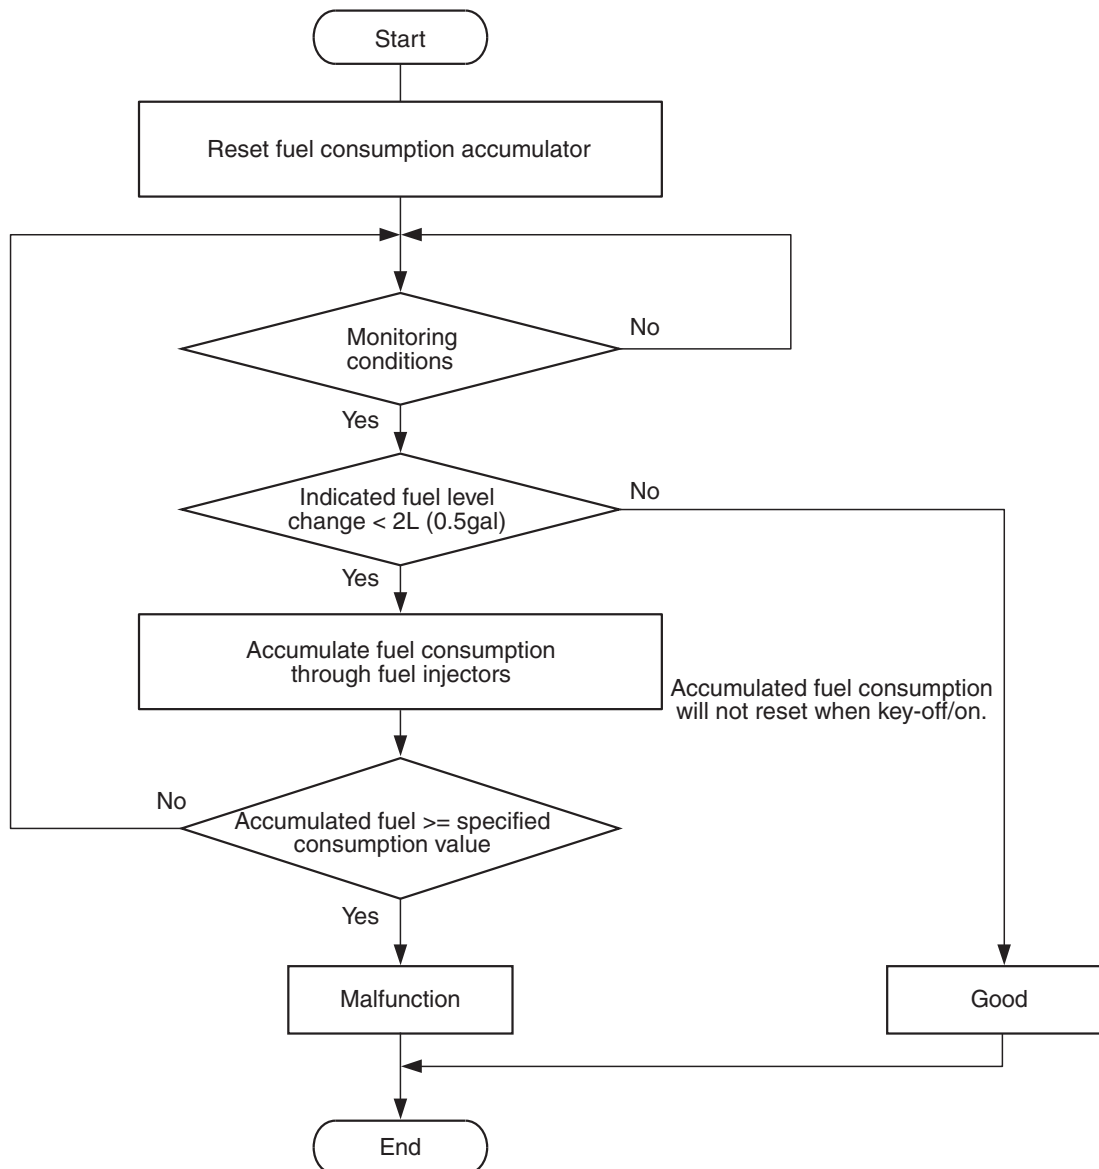 Start
Reset fuel consumption accumulator
Monitoring
conditions
No
Yes
Indicated fuel level
change < 2L (0.5gal)
No
Yes
Accumulate fuel consumption
through fuel injectors
Accumulated fuel consumption
will not reset when key-off/on.
No
Accumulated fuel >= specified
consumption value
Yes
Malfunction
Good
End